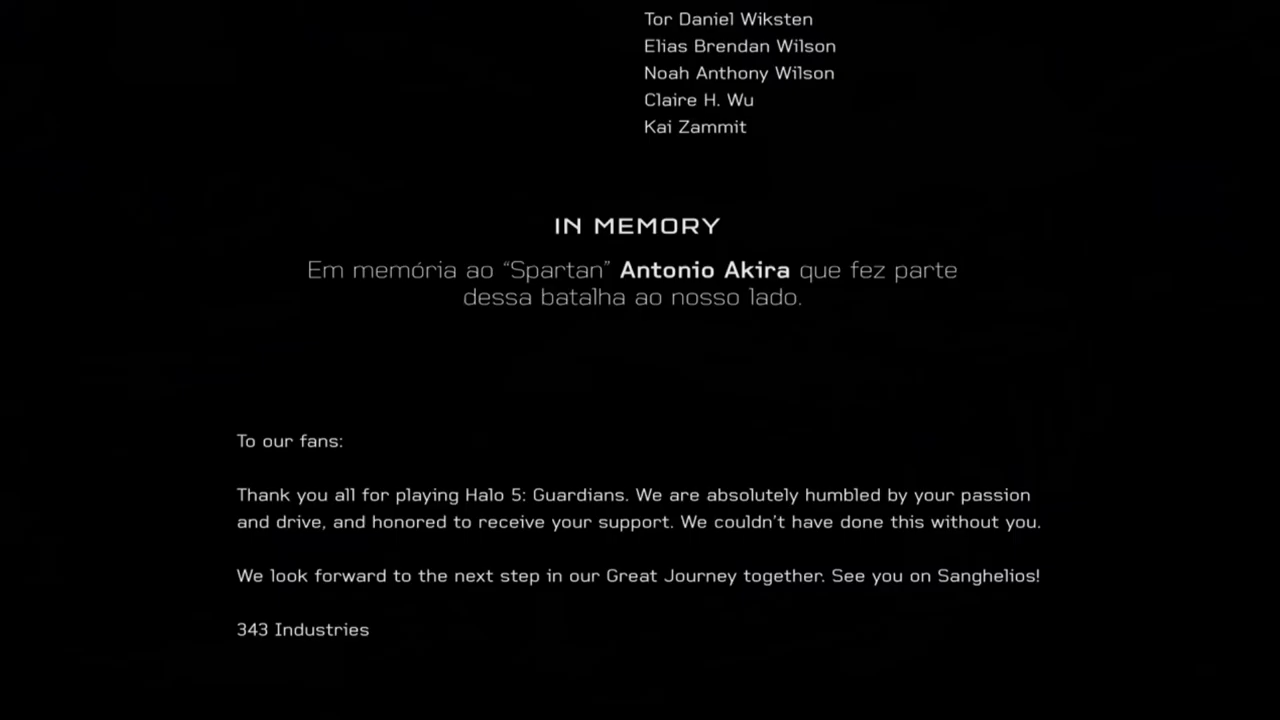 Tor Daniel Wiksten
Elias Brendan Wilson
Noah Anthony Wilson
Claire H. Wu
Kai Zammit
IN MEMORY
Em memória ao “Spartan” Antonio Akira que fez parte
dessa batalha ao nosso lado.
To our fans:
Thank you all for playing Halo 5: Guardians. We are absolutely humbled by your passion
and drive, and honored to receive your support. We couldn't have done this without you.
We look forward to the next step in our Great Journey together. See you on Sanghelios!
343 Industries